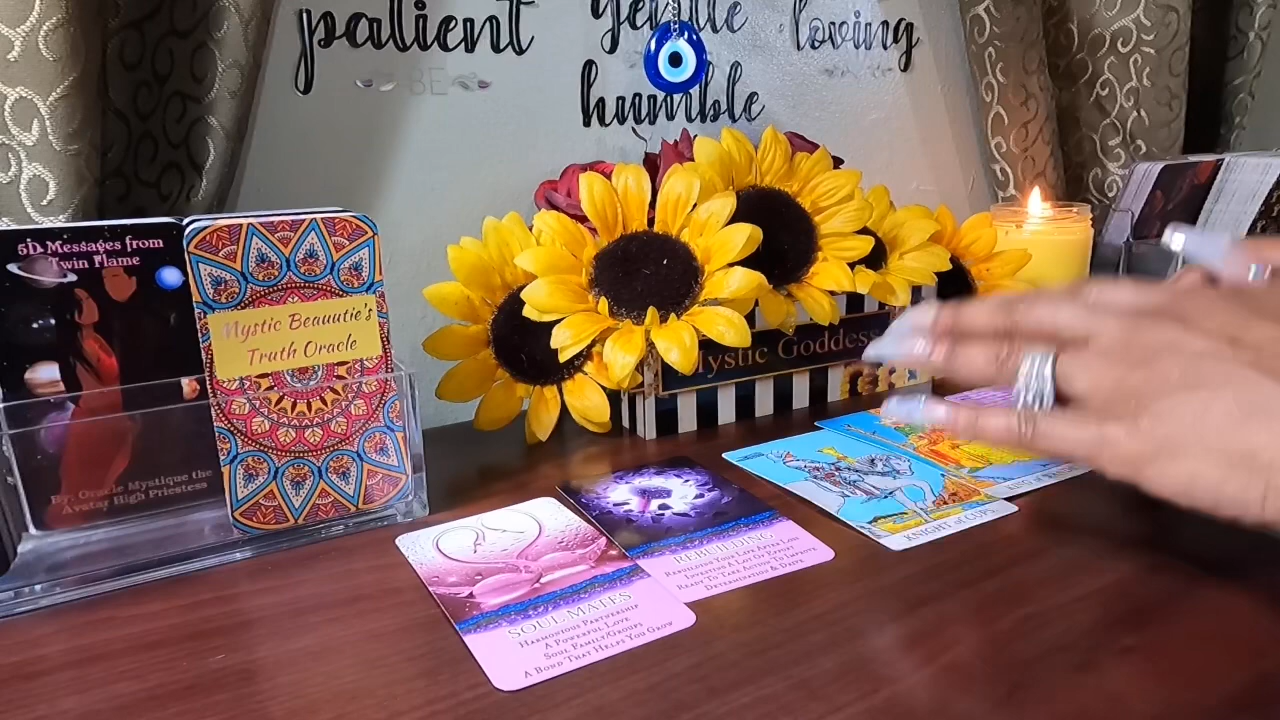 patient
gentle
loving
BE
humble
5D Messages from
Twin Flame
By: Oracle Mystique the
Avatar High Priestess
Mystic Beauutie's
Truth Oracle
Mystic Goddess
SOUL MATES
HARMONIOUS PARTNERSHIP
A POWERFUL LOVE
SOUL FAMILY/GROUPS
A BOND THAT HELPS YOU GROW
REBUILDING
REBUILDING YOUR LIFE AFTER LOSS
INVESTING A LOT OF EFFORT
READY TO TAKE ACTION TO IMPROVE
DETERMINATION & DRIVE
KNIGHT of CUPS
KING of